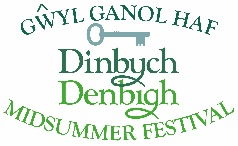 GŴYL GANOL HAF
Dinbych
Denbigh
MIDSUMMER FESTIVAL